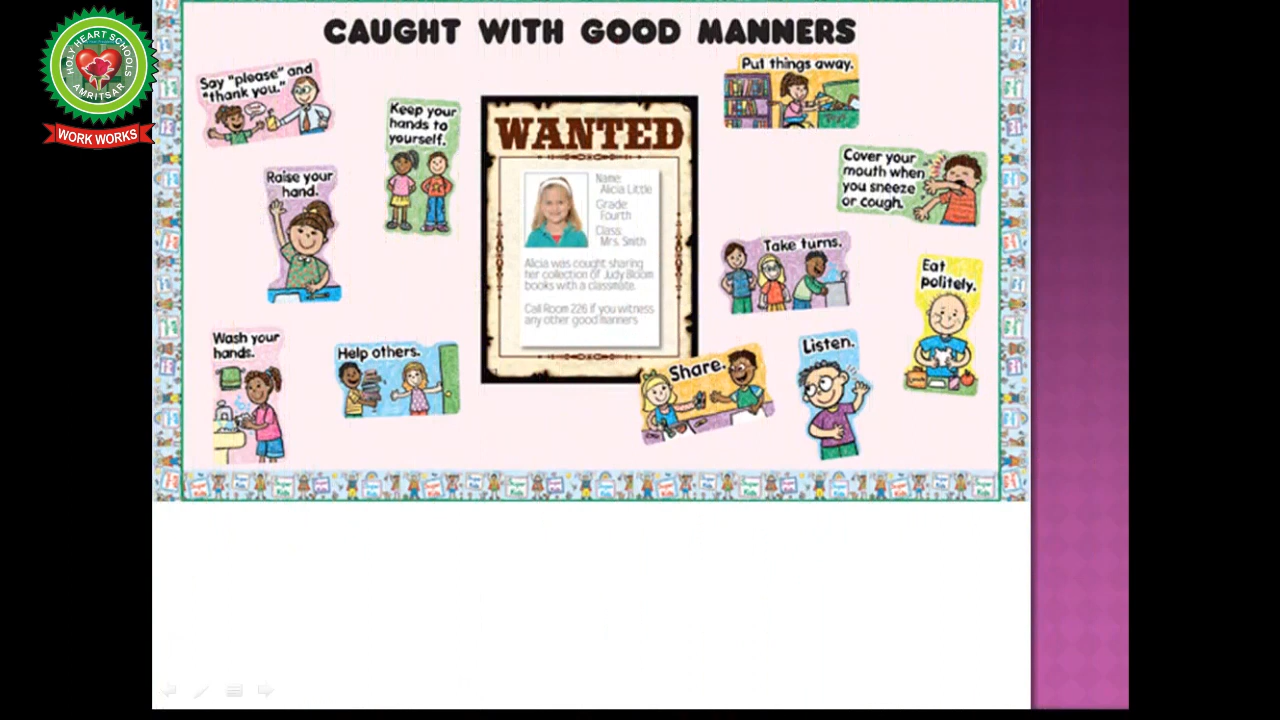 CAUGHT WITH GOOD MANNERS
HOLY HEART SCHOOLS
AMRITSAR
WORK WORKS
Say "please" and
"thank you."
Keep your
hands to
yourself.
Raise your
hand.
Wash your
hands.
Help others.
WANTED
Name:
Alicia Little
Grade:
Fourth
Class:
Mrs. Smith
Alicia was caught sharing
her collection of Judy Bloom
books with a classmate.
Call Room 226 if you witness
any other good manners
Put things away.
Cover your
mouth when
you sneeze
or cough.
Take turns.
Eat
politely.
Share.
Listen.